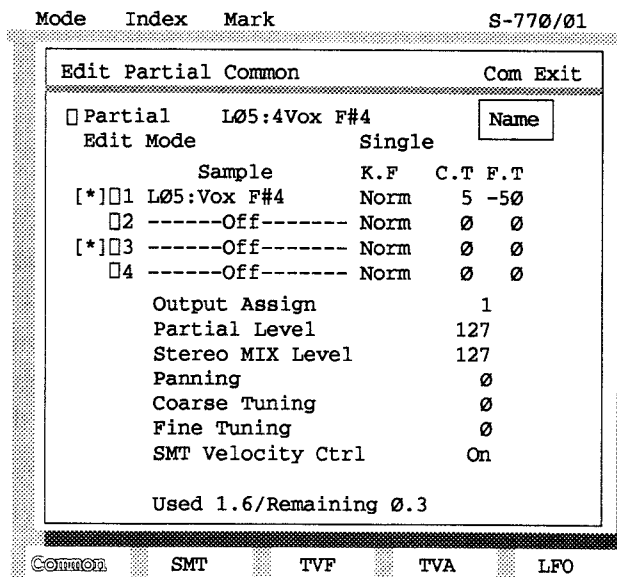 Mode Index Mark S-77Ø/Ø1
Edit Partial Common Com Exit
▯Partial LØ5:4Vox F#4 Name
Edit Mode Single
Sample K.F C.T F.T
[*]▯1 LØ5:Vox F#4 Norm 5 -5Ø
▯2 ------Off------- Norm Ø Ø
[*]▯3 ------Off------- Norm Ø Ø
▯4 ------Off------- Norm Ø Ø
Output Assign 1
Partial Level 127
Stereo MIX Level 127
Panning Ø
Coarse Tuning Ø
Fine Tuning Ø
SMT Velocity Ctrl On
Used 1.6/Remaining Ø.3
Common SMT TVF TVA LFO